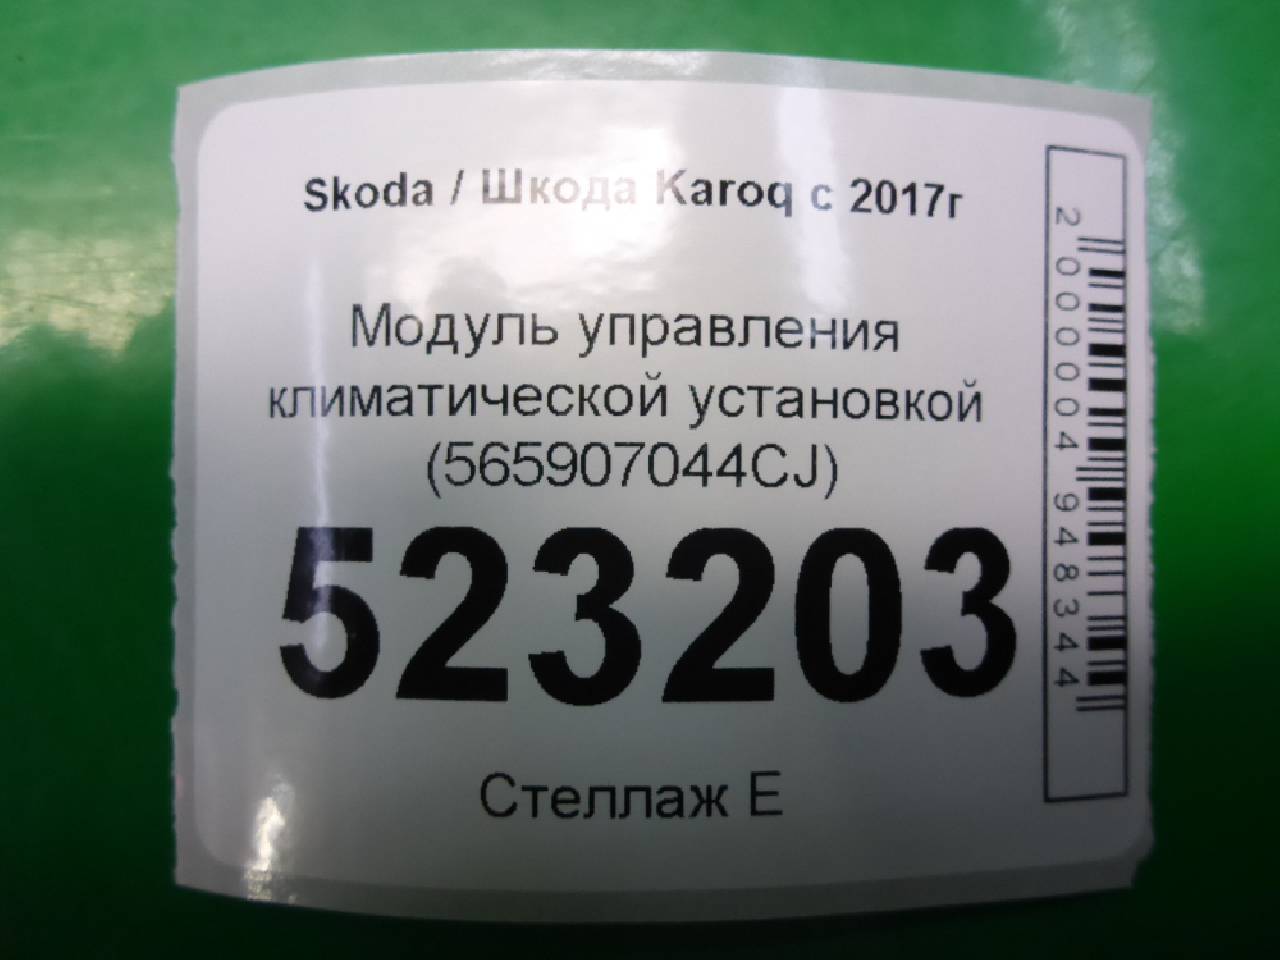 Skoda / Шкода Karoq с 2017г
Модуль управления
климатической установкой
(565907044CJ)
523203
Стеллаж Е
2000004948344